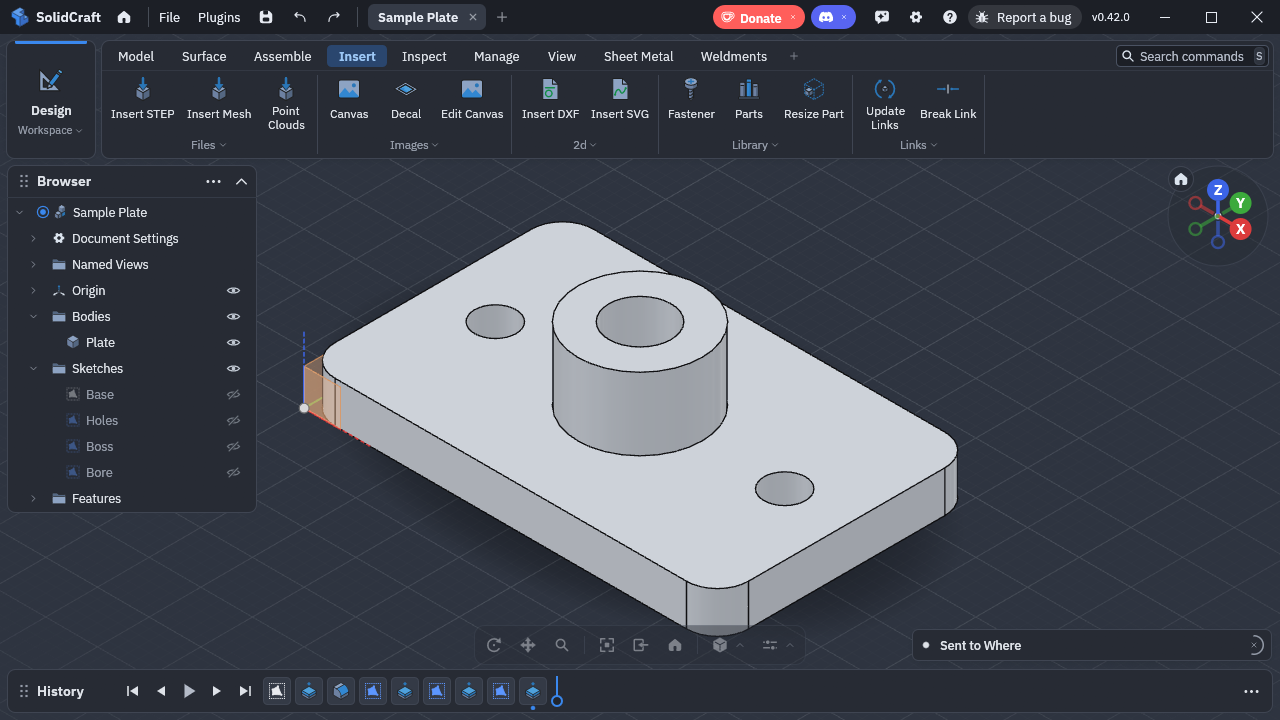 SolidCraft
File
Plugins
Sample Plate
Donate
Report a bug
v0.42.0
Design
Workspace
Model
Surface
Assemble
Insert
Inspect
Manage
View
Sheet Metal
Weldments
Search commands
S
Insert STEP
Insert Mesh
Point
Clouds
Files
Canvas
Decal
Edit Canvas
Images
Insert DXF
Insert SVG
2d
Fastener
Parts
Resize Part
Library
Update
Links
Break Link
Links
Browser
Sample Plate
Document Settings
Named Views
Origin
Bodies
Plate
Sketches
Base
Holes
Boss
Bore
Features
Z
Y
X
Sent to Where
History